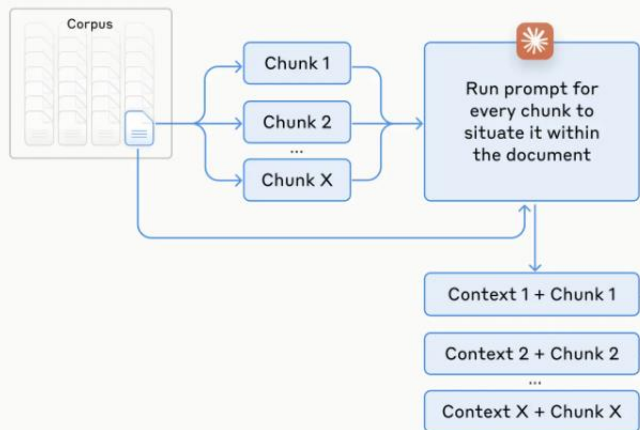 Corpus
Chunk 1
Chunk 2
...
Chunk X
Run prompt for
every chunk to
situate it within
the document
Context 1 + Chunk 1
Context 2 + Chunk 2
...
Context X + Chunk X